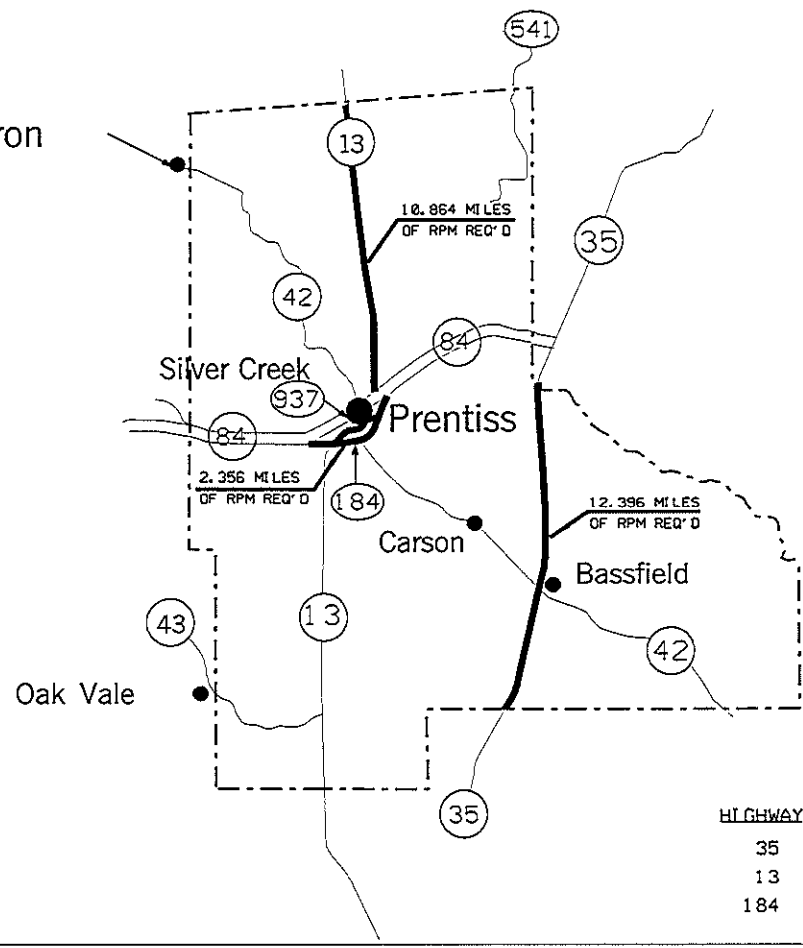 541
ron
13
10.864 MILES
OF RPM REQ'D
35
42
84
Silver Creek
937
Prentiss
84
2.356 MILES
OF RPM REQ'D
184
12.396 MILES
OF RPM REQ'D
Carson
Bassfield
43
13
42
Oak Vale
35
HIGHWAY
35
13
184